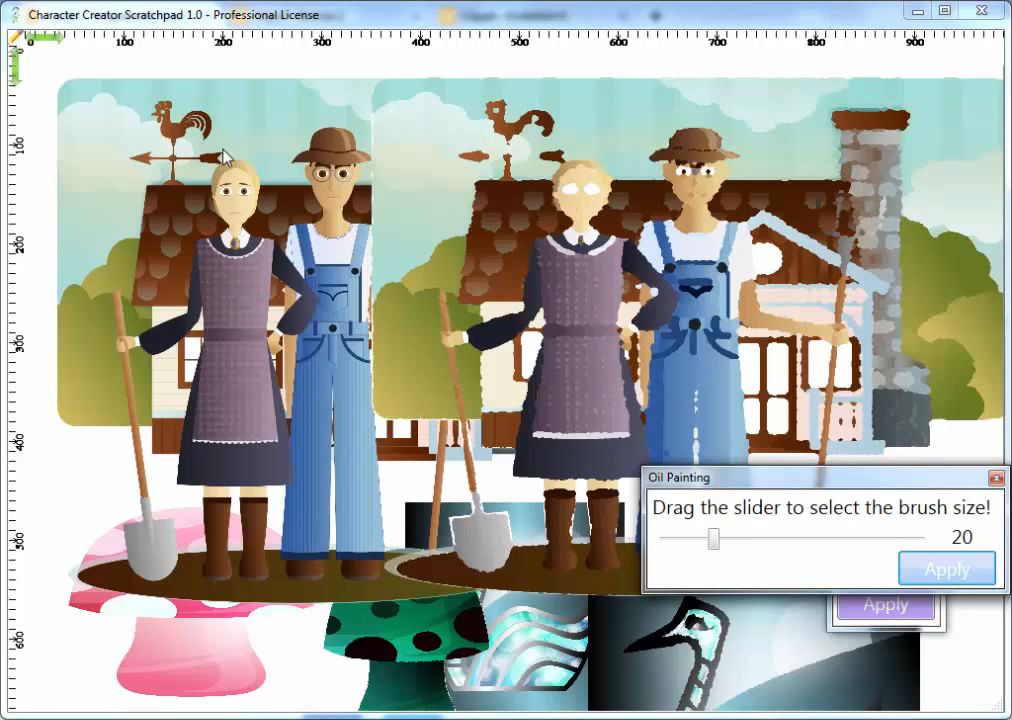 Character Creator Scratchpad 1.0 - Professional License
0 100 200 300 400 500 600 700 800 900
0
100
200
300
400
500
600
Oil Painting
Drag the slider to select the brush size!
20
Apply
Apply